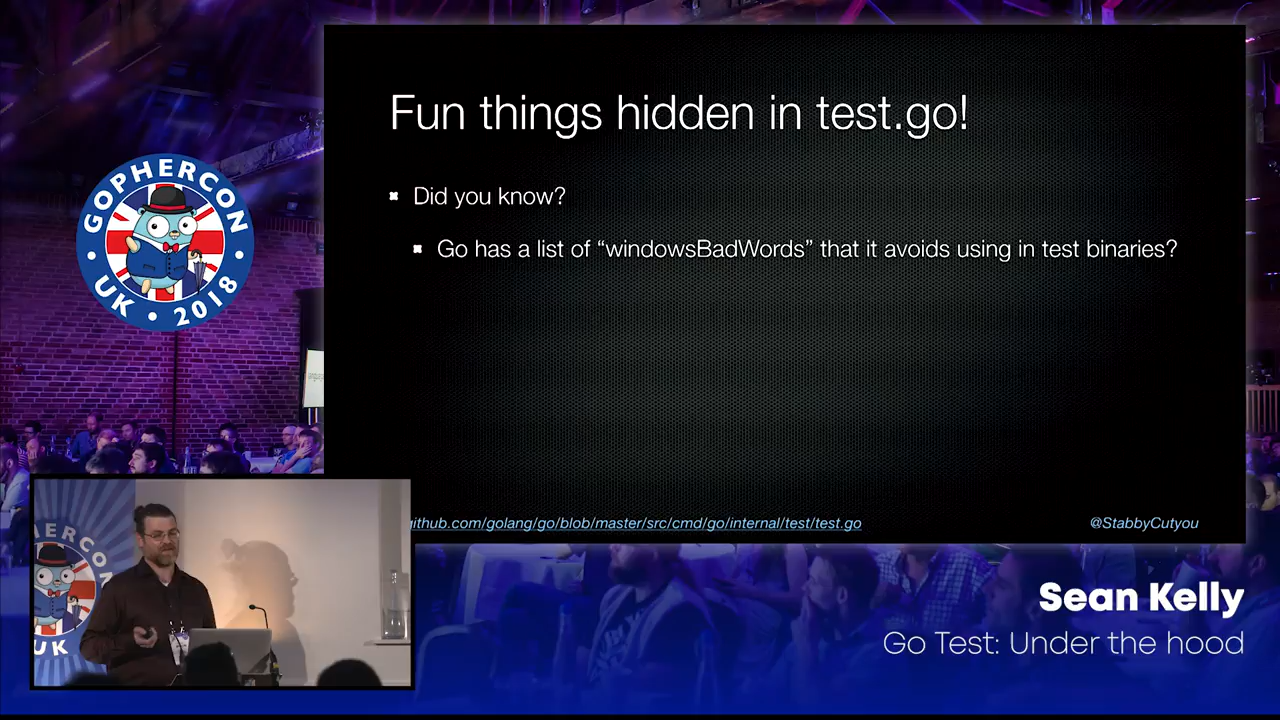 Fun things hidden in test.go!
Did you know?
Go has a list of “windowsBadWords” that it avoids using in test binaries?
github.com/golang/go/blob/master/src/cmd/go/internal/test/test.go
@StabbyCutyou
GOPHERCON
UK • 2018
UK
Sean Kelly
Go Test: Under the hood